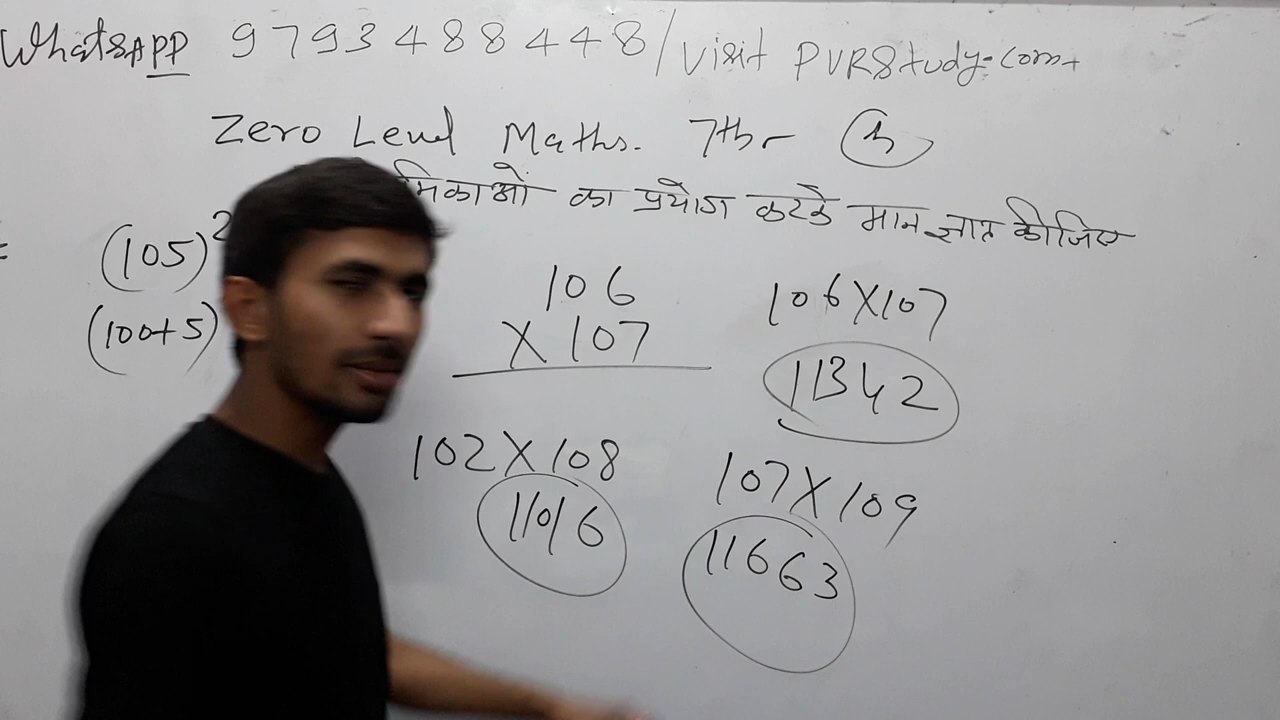 WhatsAPP 9793488448/Visit PVRStudy.com
Zero Level Maths. 7th - (h)
मिकाओं का प्रयोग करके मान ज्ञात कीजिए
= (105)²
(100+5)
106
X 107
106X107
11342
102X108
11016
107X109
11663